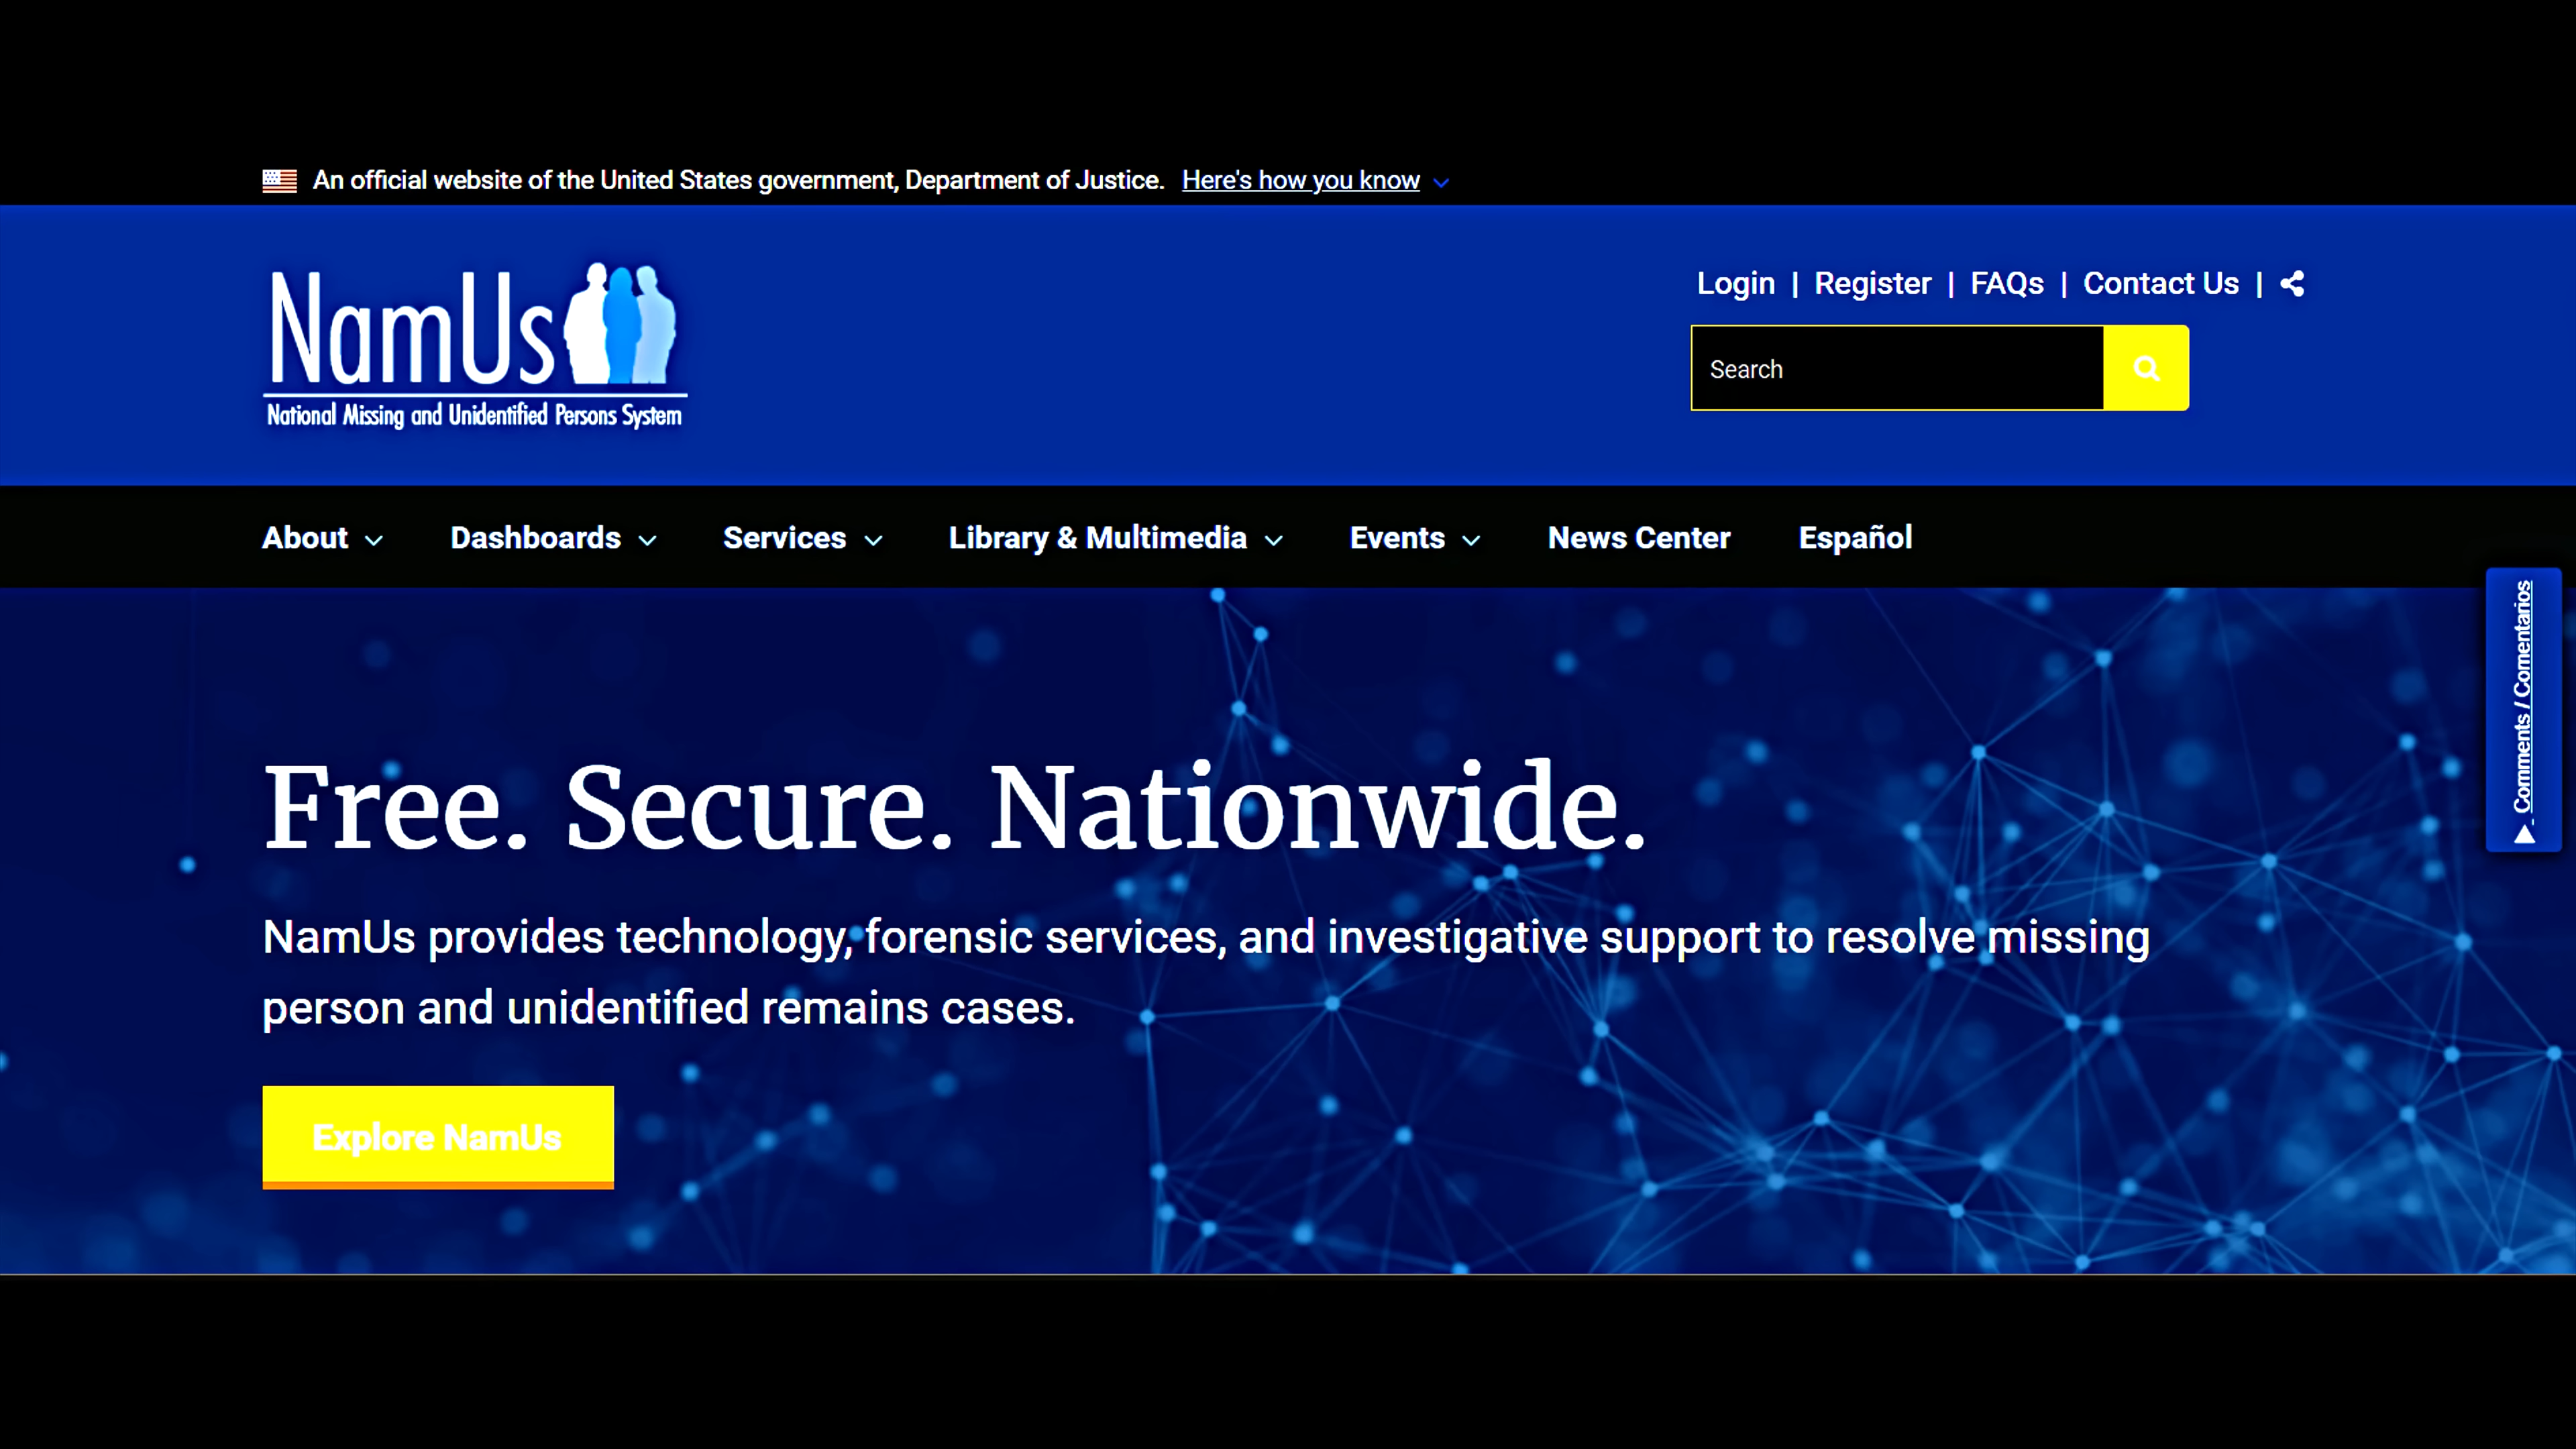 An official website of the United States government, Department of Justice. Here's how you know
NamUs
National Missing and Unidentified Persons System
Login | Register | FAQs | Contact Us |
Search
About Dashboards Services Library & Multimedia Events News Center Español
Comments / Comentarios
Free. Secure. Nationwide.
NamUs provides technology, forensic services, and investigative support to resolve missing
person and unidentified remains cases.
Explore NamUs